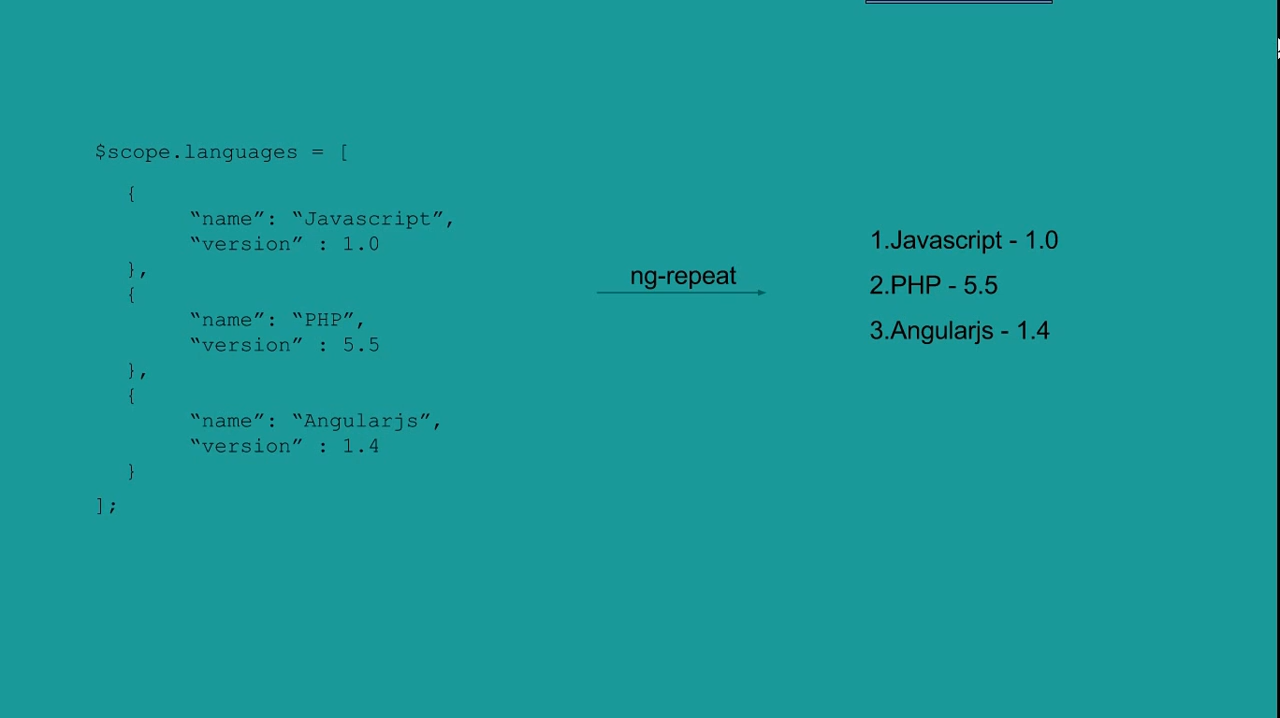 $scope.languages = [
{
“name”: “Javascript”,
“version” : 1.0
},
{
“name”: “PHP”,
“version” : 5.5
},
{
“name”: “Angularjs”,
“version” : 1.4
}
];
ng-repeat
1.Javascript - 1.0
2.PHP - 5.5
3.Angularjs - 1.4